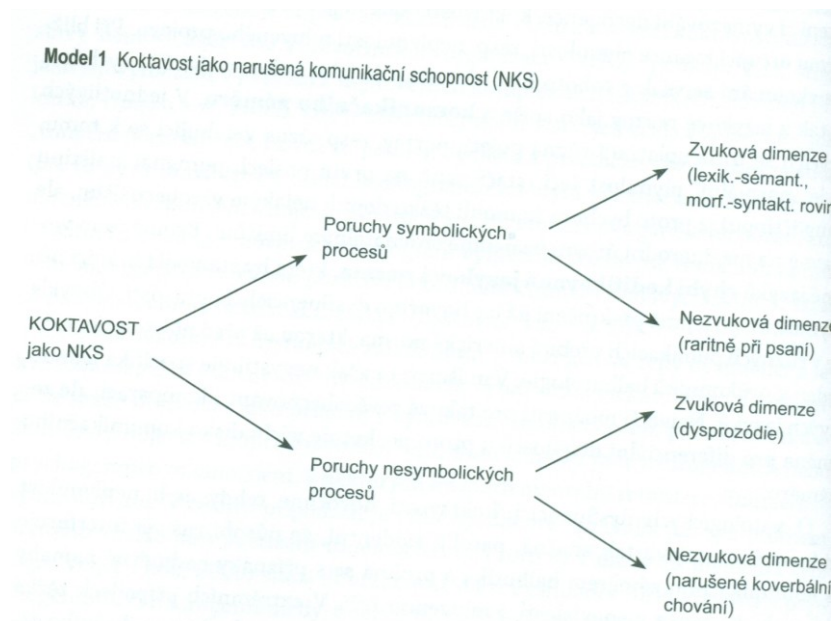 Model 1 Koktavost jako narušená komunikační schopnost (NKS)
Zvuková dimenze
(lexik.-sémant.,
morf.-syntakt.
Poruchy symbolických
procesů
Nezvuková dimenze
(raritně při psaní)
KOKTAVOST
jako NKS
Zvuková dimenze
(dysprozódie)
Poruchy nesymbolických
procesů
Nezvuková dimenze
(narušené koverbální
chování)